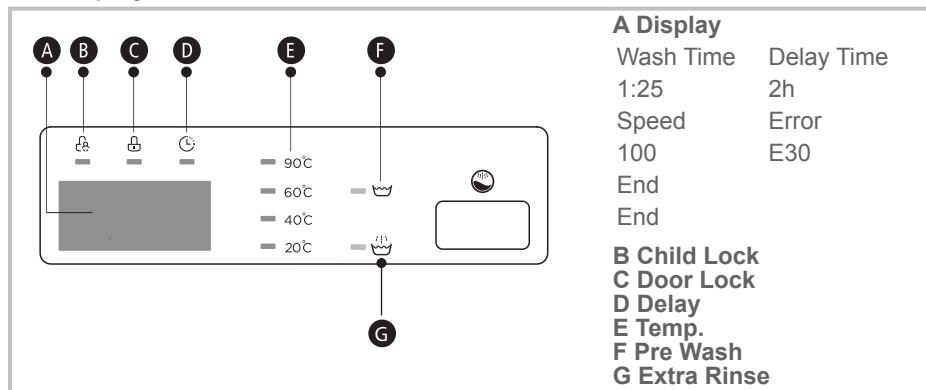 A B C D E F
90°C
60°C
40°C
20°C
G
A Display
Wash Time Delay Time
1:25 2h
Speed Error
100 E30
End
End
B Child Lock
C Door Lock
D Delay
E Temp.
F Pre Wash
G Extra Rinse